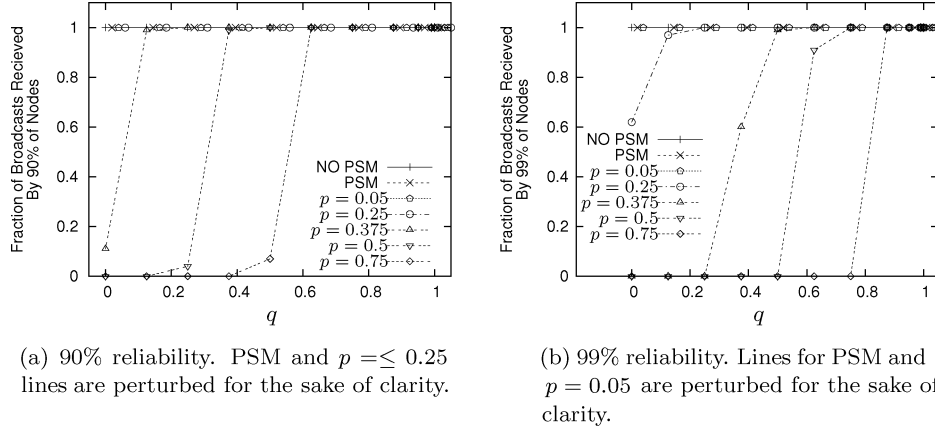 Fraction of Broadcasts Recieved
By 90% of Nodes
1
0.8
0.6
0.4
0.2
0
NO PSM
PSM
p = 0.05
p = 0.25
p = 0.375
p = 0.5
p = 0.75
0 0.2 0.4 0.6 0.8 1
q
(a) 90% reliability. PSM and p =≤ 0.25
lines are perturbed for the sake of clarity.
Fraction of Broadcasts Recieved
By 99% of Nodes
1
0.8
0.6
0.4
0.2
0
NO PSM
PSM
p = 0.05
p = 0.25
p = 0.375
p = 0.5
p = 0.75
0 0.2 0.4 0.6 0.8 1
q
(b) 99% reliability. Lines for PSM and
p = 0.05 are perturbed for the sake of
clarity.